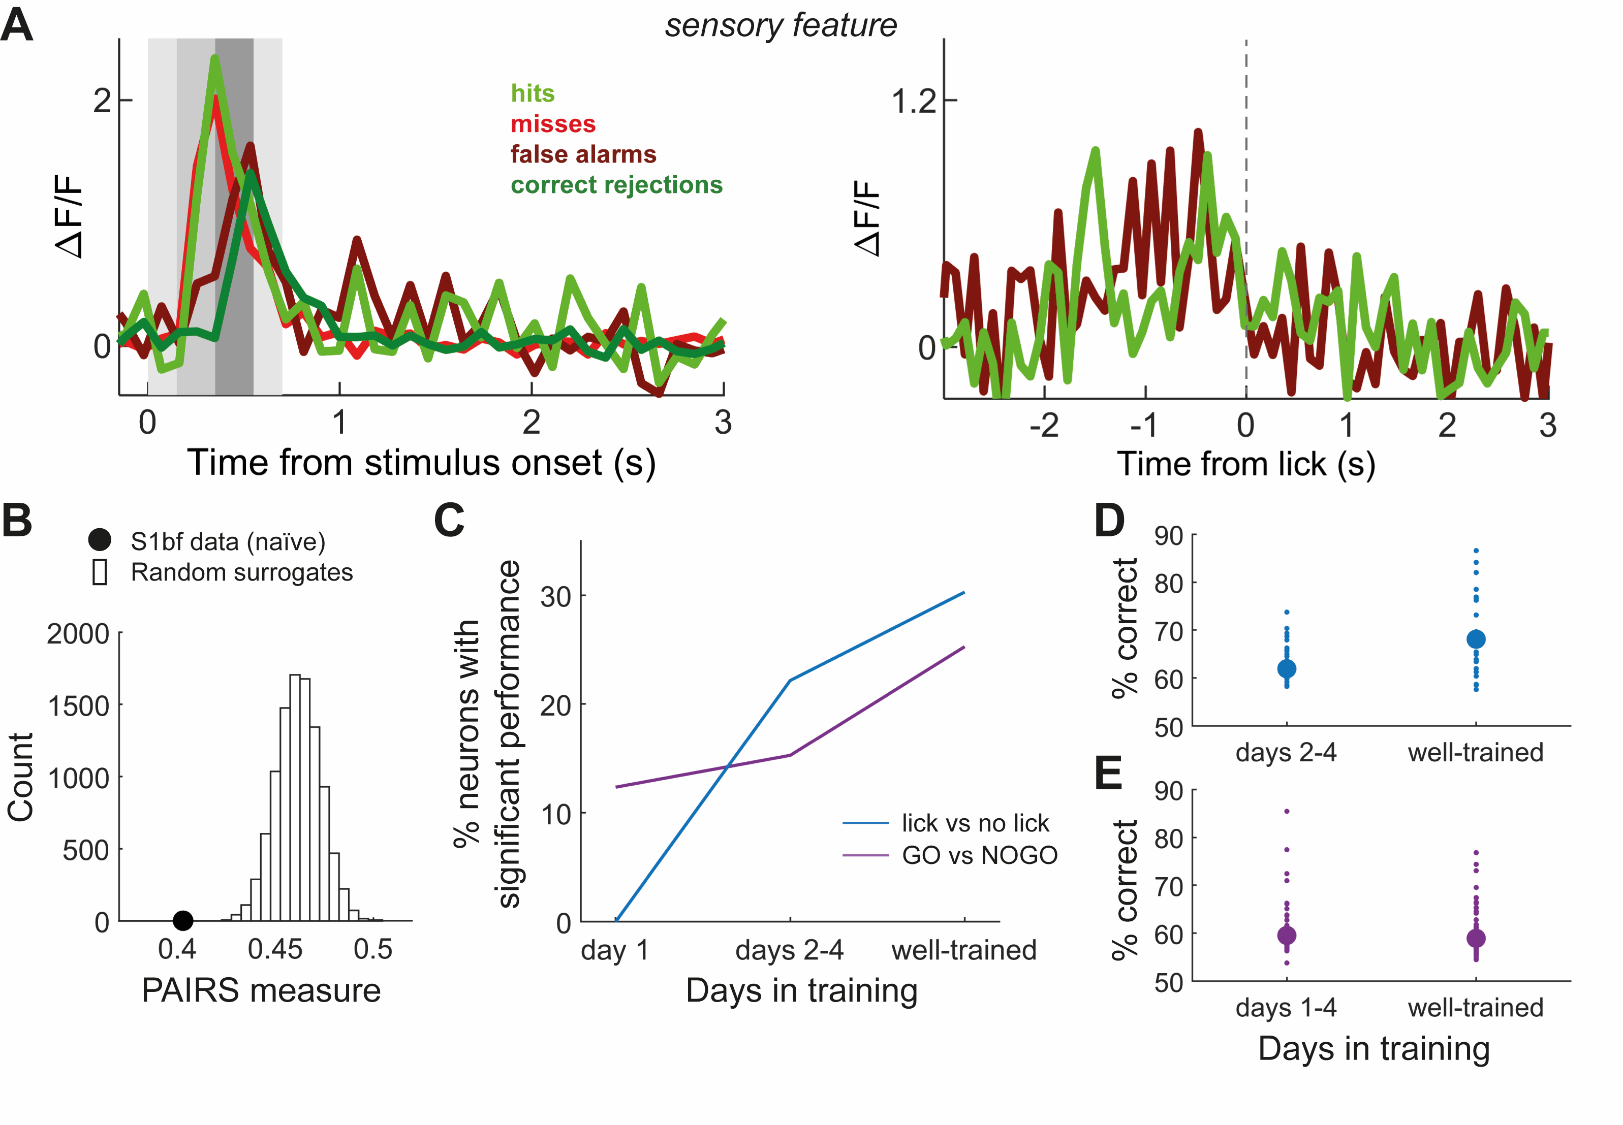 A
sensory feature
2
0
ΔF/F
hits
misses
false alarms
correct rejections
0
1
2
3
Time from stimulus onset (s)
1.2
0
ΔF/F
-2
-1
0
1
2
3
Time from lick (s)
B
S1bf data (naïve)
Random surrogates
2000
1500
1000
500
0
Count
0.4
0.45
0.5
PAIRS measure
C
% neurons with
significant performance
30
20
10
0
lick vs no lick
GO vs NOGO
day 1
days 2-4
well-trained
Days in training
D
% correct
90
80
70
60
50
days 2-4
well-trained
E
% correct
90
80
70
60
50
days 1-4
well-trained
Days in training